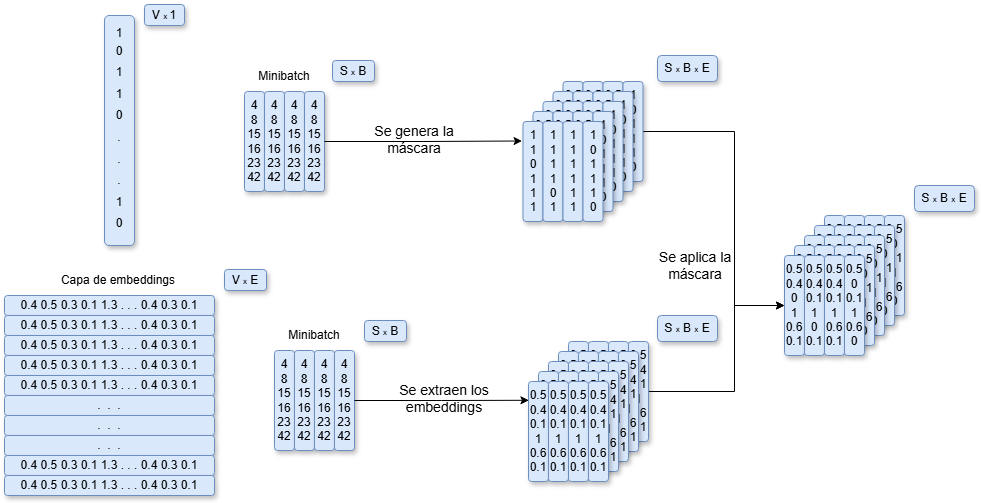 V x 1
1
0
1
1
0
.
.
.
1
0
Minibatch
S x B
4 4 4 4
8 8 8 8
15 15 15 15
16 16 16 16
23 23 23 23
42 42 42 42
Se genera la
máscara
S x B x E
1 1 1 1
1 1 1 0
0 1 1 1
1 1 1 1
1 0 1 1
1 1 1 0
Capa de embeddings
V x E
0.4 0.5 0.3 0.1 1.3 . . . 0.4 0.3 0.1
0.4 0.5 0.3 0.1 1.3 . . . 0.4 0.3 0.1
0.4 0.5 0.3 0.1 1.3 . . . 0.4 0.3 0.1
0.4 0.5 0.3 0.1 1.3 . . . 0.4 0.3 0.1
0.4 0.5 0.3 0.1 1.3 . . . 0.4 0.3 0.1
. . .
. . .
. . .
0.4 0.5 0.3 0.1 1.3 . . . 0.4 0.3 0.1
0.4 0.5 0.3 0.1 1.3 . . . 0.4 0.3 0.1
Minibatch
S x B
4 4 4 4
8 8 8 8
15 15 15 15
16 16 16 16
23 23 23 23
42 42 42 42
Se extraen los
embeddings
S x B x E
0.5 0.5 0.5 0.5
0.4 0.4 0.4 0.4
0.1 0.1 0.1 0.1
1 1 1 1
0.6 0.6 0.6 0.6
0.1 0.1 0.1 0.1
Se aplica la
máscara
S x B x E
0.5 0.5 0.5 0.5
0.4 0.4 0.4 0
0 0.1 0.1 0.1
1 1 1 1
0.6 0 0.6 0.6
0.1 0.1 0.1 0